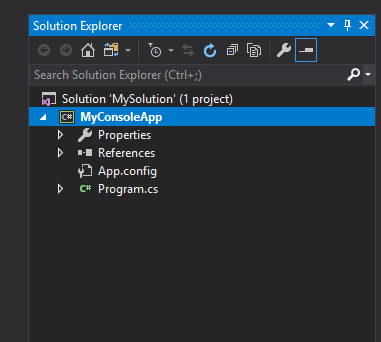 Solution Explorer
Search Solution Explorer (Ctrl+;)
Solution 'MySolution' (1 project)
C# MyConsoleApp
Properties
References
App.config
C# Program.cs